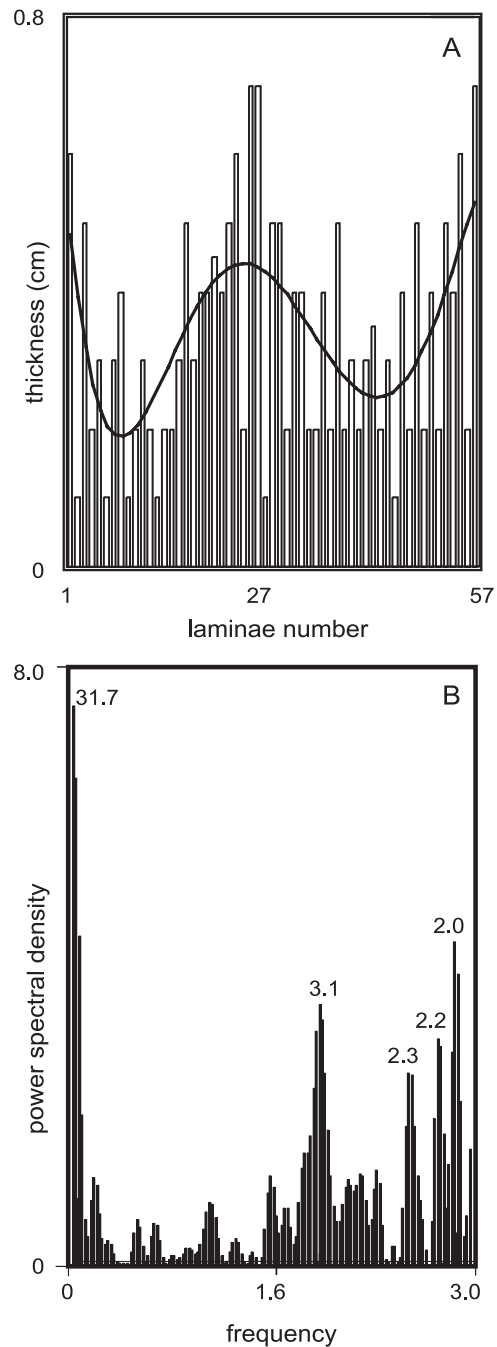 0.8
A
thickness (cm)
0
1 27 57
laminae number
8.0
B
31.7
2.0
3.1
2.2
2.3
power spectral density
0
0 1.6 3.0
frequency